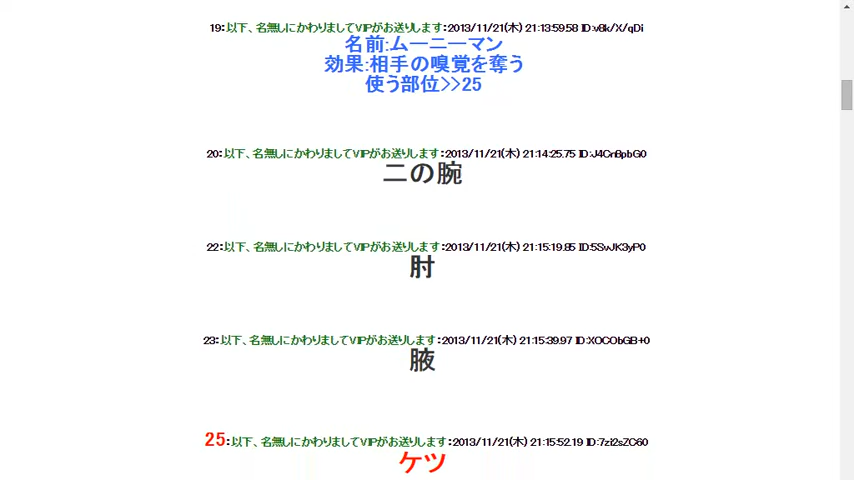 19：以下、名無しにかわりましてVIPがお送りします：2013/11/21(木) 21:13:59.58 ID:v8k/X/qDi
名前:ムーニーマン
効果:相手の嗅覚を奪う
使う部位>>25
20：以下、名無しにかわりましてVIPがお送りします：2013/11/21(木) 21:14:25.75 ID:J4Cn8pbG0
二の腕
22：以下、名無しにかわりましてVIPがお送りします：2013/11/21(木) 21:15:19.85 ID:5SwJK3yP0
肘
23：以下、名無しにかわりましてVIPがお送りします：2013/11/21(木) 21:15:39.97 ID:XOCObGB+0
腋
25：以下、名無しにかわりましてVIPがお送りします：2013/11/21(木) 21:15:52.19 ID:7zi2sZC60
ケツ